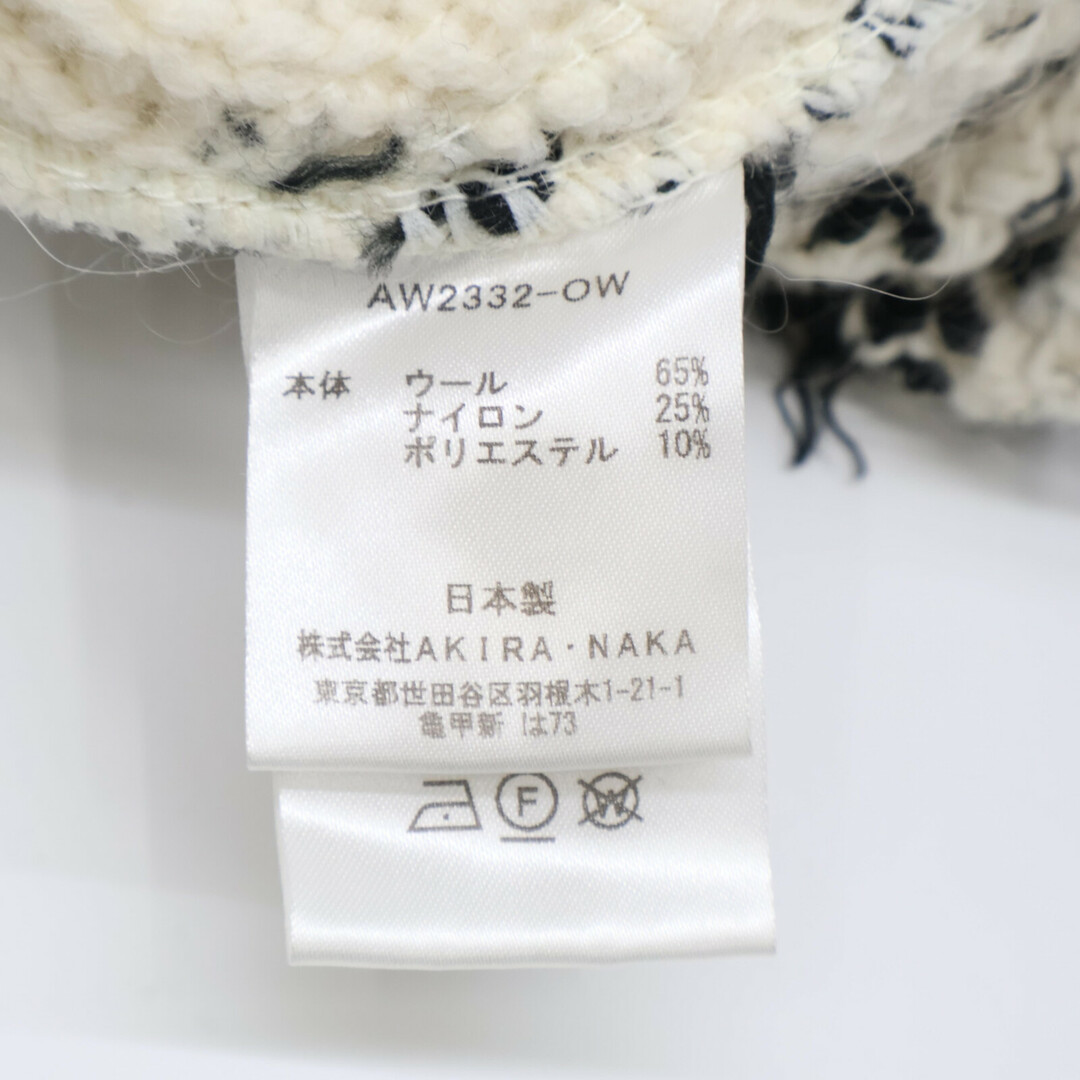 AW2332-OW
本体 ウール 65%
ナイロン 25%
ポリエステル 10%
日本製
株式会社AKIRA・NAKA
東京都世田谷区羽根木1-21-1
亀甲新 は73
F W